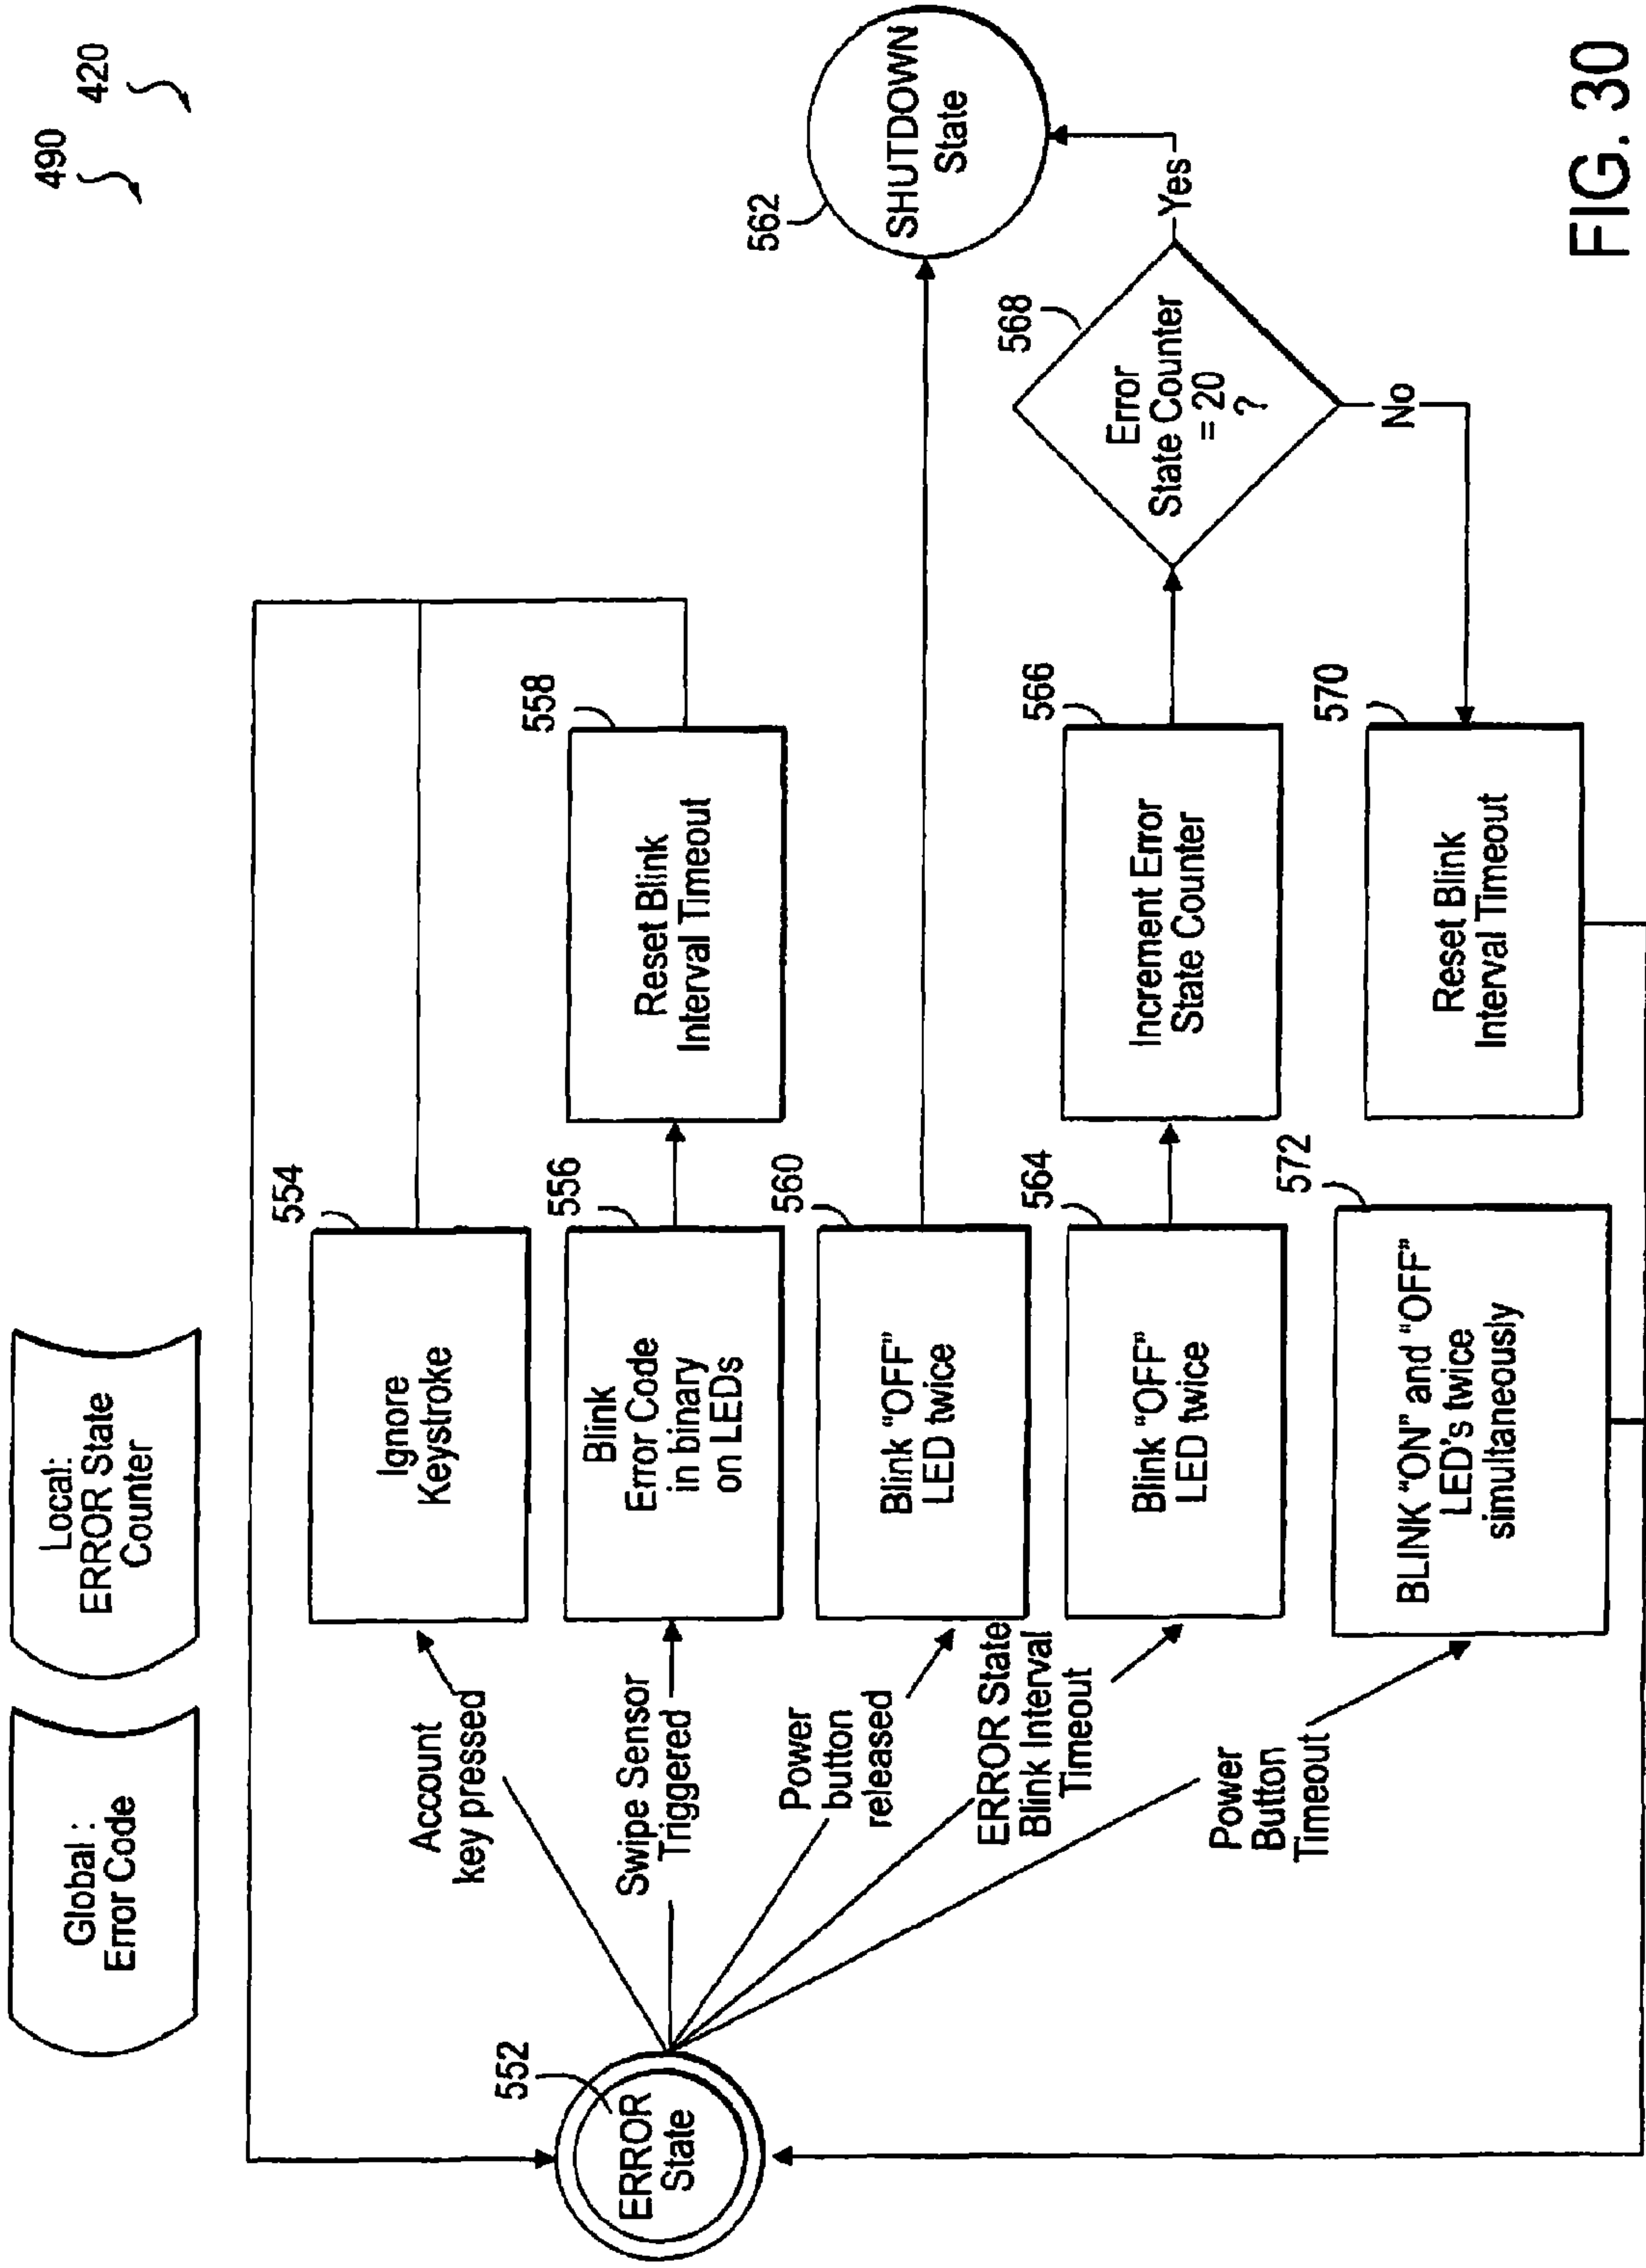 490
420
Global :
Error Code
Local:
ERROR State
Counter
552
ERROR
State
Account
key pressed
554
Ignore
Keystroke
Swipe Sensor
Triggered
556
Blink
Error Code
in binary
on LEDs
558
Reset Blink
Interval Timeout
Power
button
released
560
Blink "OFF"
LED twice
562
SHUTDOWN
State
ERROR State
Blink Interval
Timeout
564
Blink "OFF"
LED twice
566
Increment Error
State Counter
568
Error
State Counter
= 20
?
Yes
No
Power
Button
Timeout
572
BLINK "ON" and "OFF"
LED's twice
simultaneously
570
Reset Blink
Interval Timeout
FIG. 30